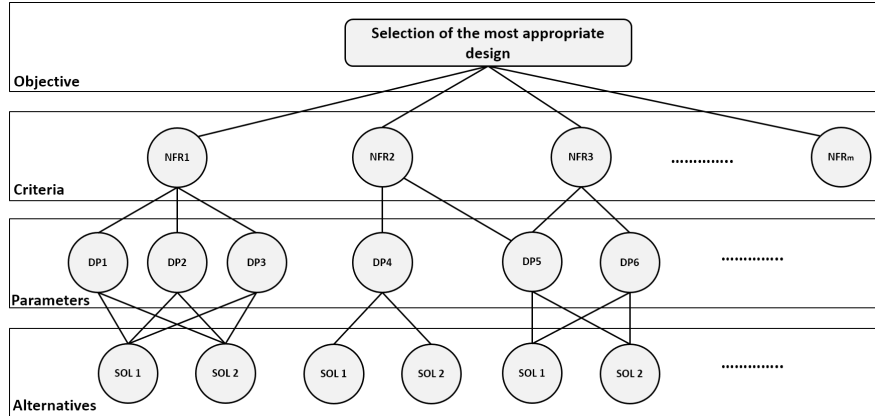 Selection of the most appropriate
design
Objective
NFR1
NFR2
NFR3
..............
NFRm
Criteria
DP1
DP2
DP3
DP4
DP5
DP6
..............
Parameters
SOL 1
SOL 2
SOL 1
SOL 2
SOL 1
SOL 2
..............
Alternatives